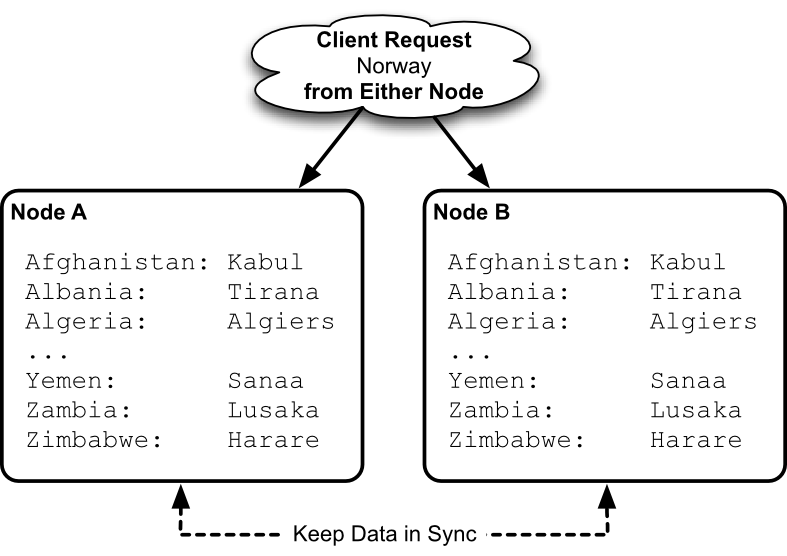 Client Request
Norway
from Either Node
Node A
Afghanistan: Kabul
Albania: Tirana
Algeria: Algiers
...
Yemen: Sanaa
Zambia: Lusaka
Zimbabwe: Harare
Node B
Afghanistan: Kabul
Albania: Tirana
Algeria: Algiers
...
Yemen: Sanaa
Zambia: Lusaka
Zimbabwe: Harare
Keep Data in Sync